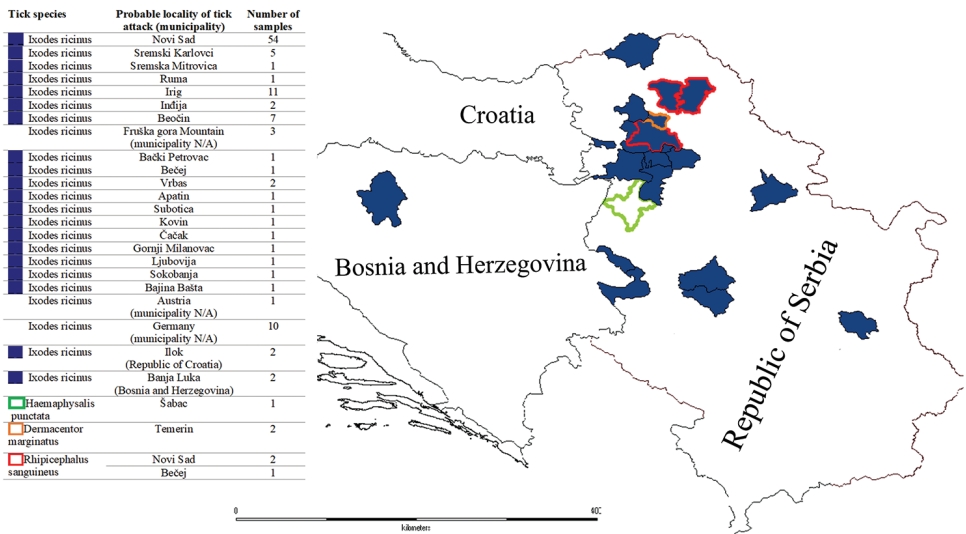 Tick species Probable locality of tick Number of
attack (municipality) samples
Ixodes ricinus Novi Sad 54
Ixodes ricinus Sremski Karlovci 5
Ixodes ricinus Sremska Mitrovica 1
Ixodes ricinus Ruma 1
Ixodes ricinus Irig 11
Ixodes ricinus Inđija 2
Ixodes ricinus Beočin 7
Ixodes ricinus Fruška gora Mountain 3
(municipality N/A)
Ixodes ricinus Bački Petrovac 1
Ixodes ricinus Bečej 1
Ixodes ricinus Vrbas 2
Ixodes ricinus Apatin 1
Ixodes ricinus Subotica 1
Ixodes ricinus Kovin 1
Ixodes ricinus Čačak 1
Ixodes ricinus Gornji Milanovac 1
Ixodes ricinus Ljubovija 1
Ixodes ricinus Sokobanja 1
Ixodes ricinus Bajina Bašta 1
Ixodes ricinus Austria 1
(municipality N/A)
Ixodes ricinus Germany 10
(municipality N/A)
Ixodes ricinus Ilok 2
(Republic of Croatia)
Ixodes ricinus Banja Luka 2
(Bosnia and Herzegovina)
Haemaphysalis Šabac 1
punctata
Dermacentor Temerin 2
marginatus
Rhipicephalus Novi Sad 2
sanguineus Bečej 1
Croatia
Bosnia and Herzegovina
Republic of Serbia
0 400
kilometers